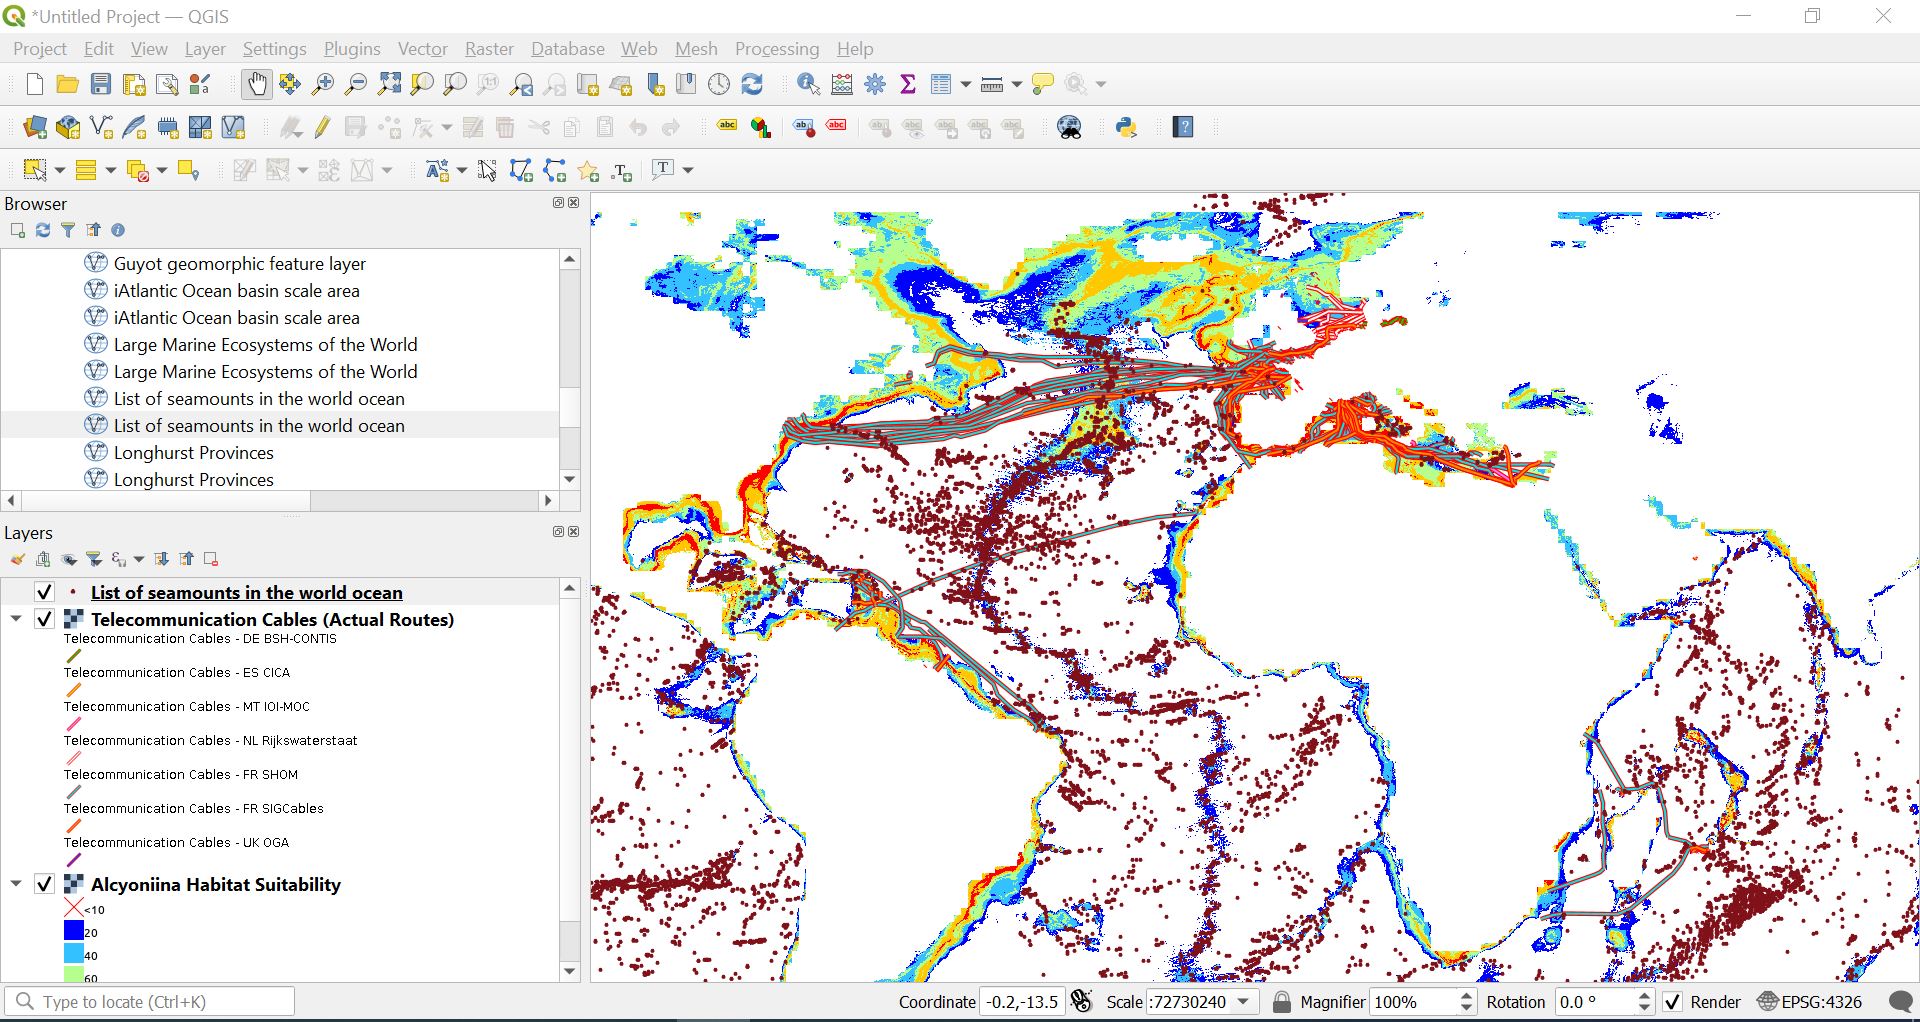 *Untitled Project — QGIS
Project Edit View Layer Settings Plugins Vector Raster Database Web Mesh Processing Help
Browser
Guyot geomorphic feature layer
iAtlantic Ocean basin scale area
iAtlantic Ocean basin scale area
Large Marine Ecosystems of the World
Large Marine Ecosystems of the World
List of seamounts in the world ocean
List of seamounts in the world ocean
Longhurst Provinces
Longhurst Provinces
Layers
List of seamounts in the world ocean
Telecommunication Cables (Actual Routes)
Telecommunication Cables - DE BSH-CONTIS
Telecommunication Cables - ES CICA
Telecommunication Cables - MT IOI-MOC
Telecommunication Cables - NL Rijkswaterstaat
Telecommunication Cables - FR SHOM
Telecommunication Cables - FR SIGCables
Telecommunication Cables - UK OGA
Alcyoniina Habitat Suitability
<10
20
40
60
Type to locate (Ctrl+K) Coordinate -0.2,-13.5 Scale :72730240 Magnifier 100% Rotation 0.0 ° Render EPSG:4326